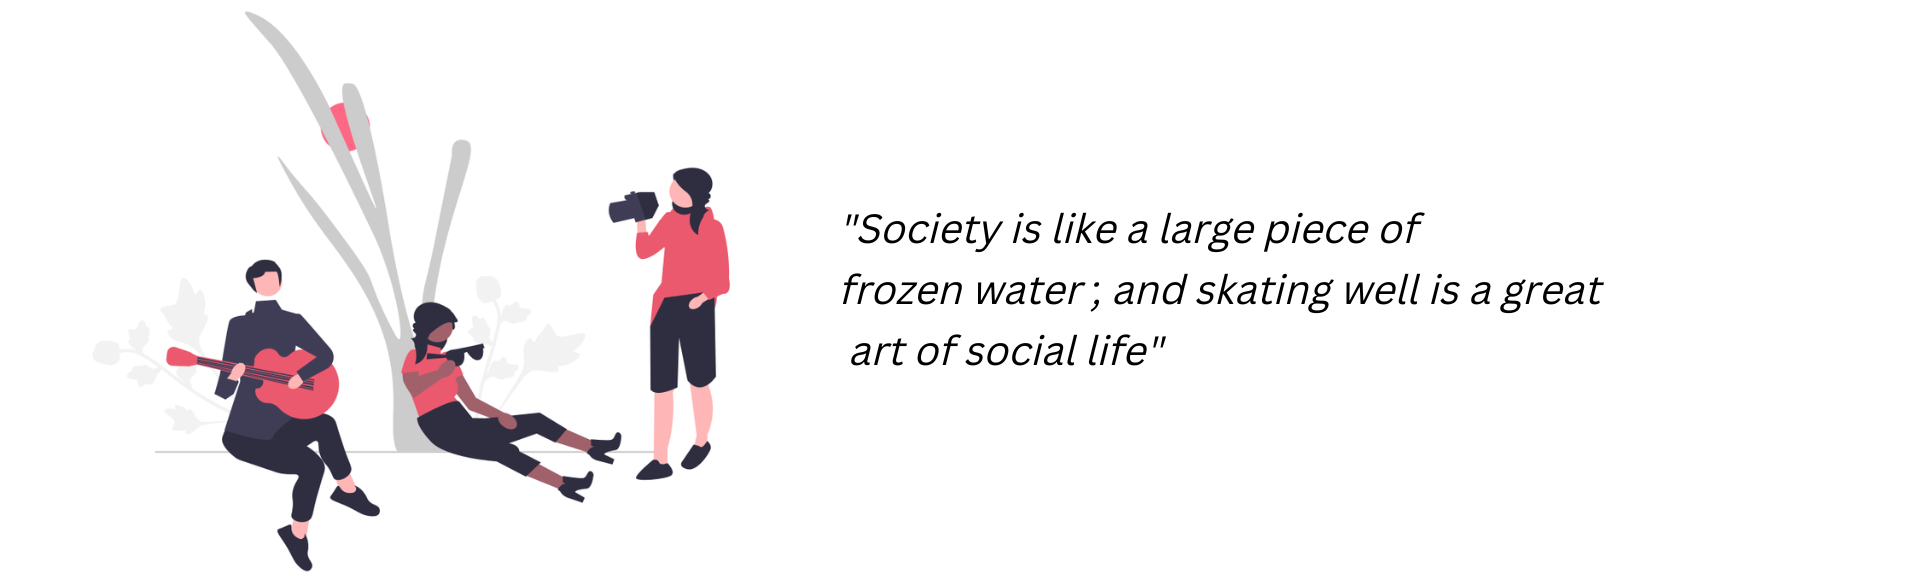 "Society is like a large piece of
frozen water ; and skating well is a great
art of social life"